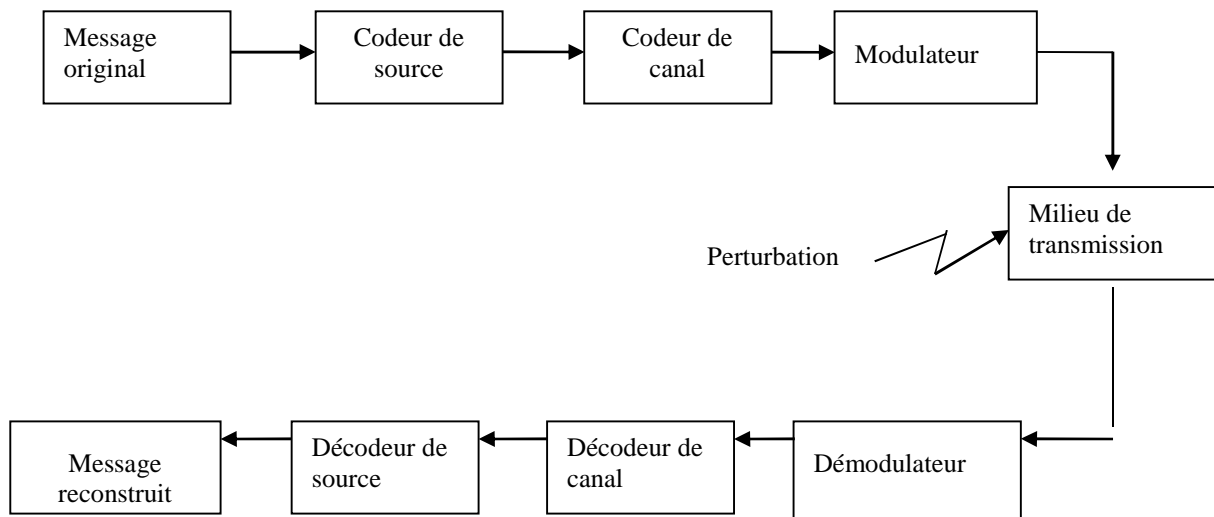 Message
original
Codeur de
source
Codeur de
canal
Modulateur
Milieu de
transmission
Perturbation
Message
reconstruit
Décodeur de
source
Décodeur de
canal
Démodulateur